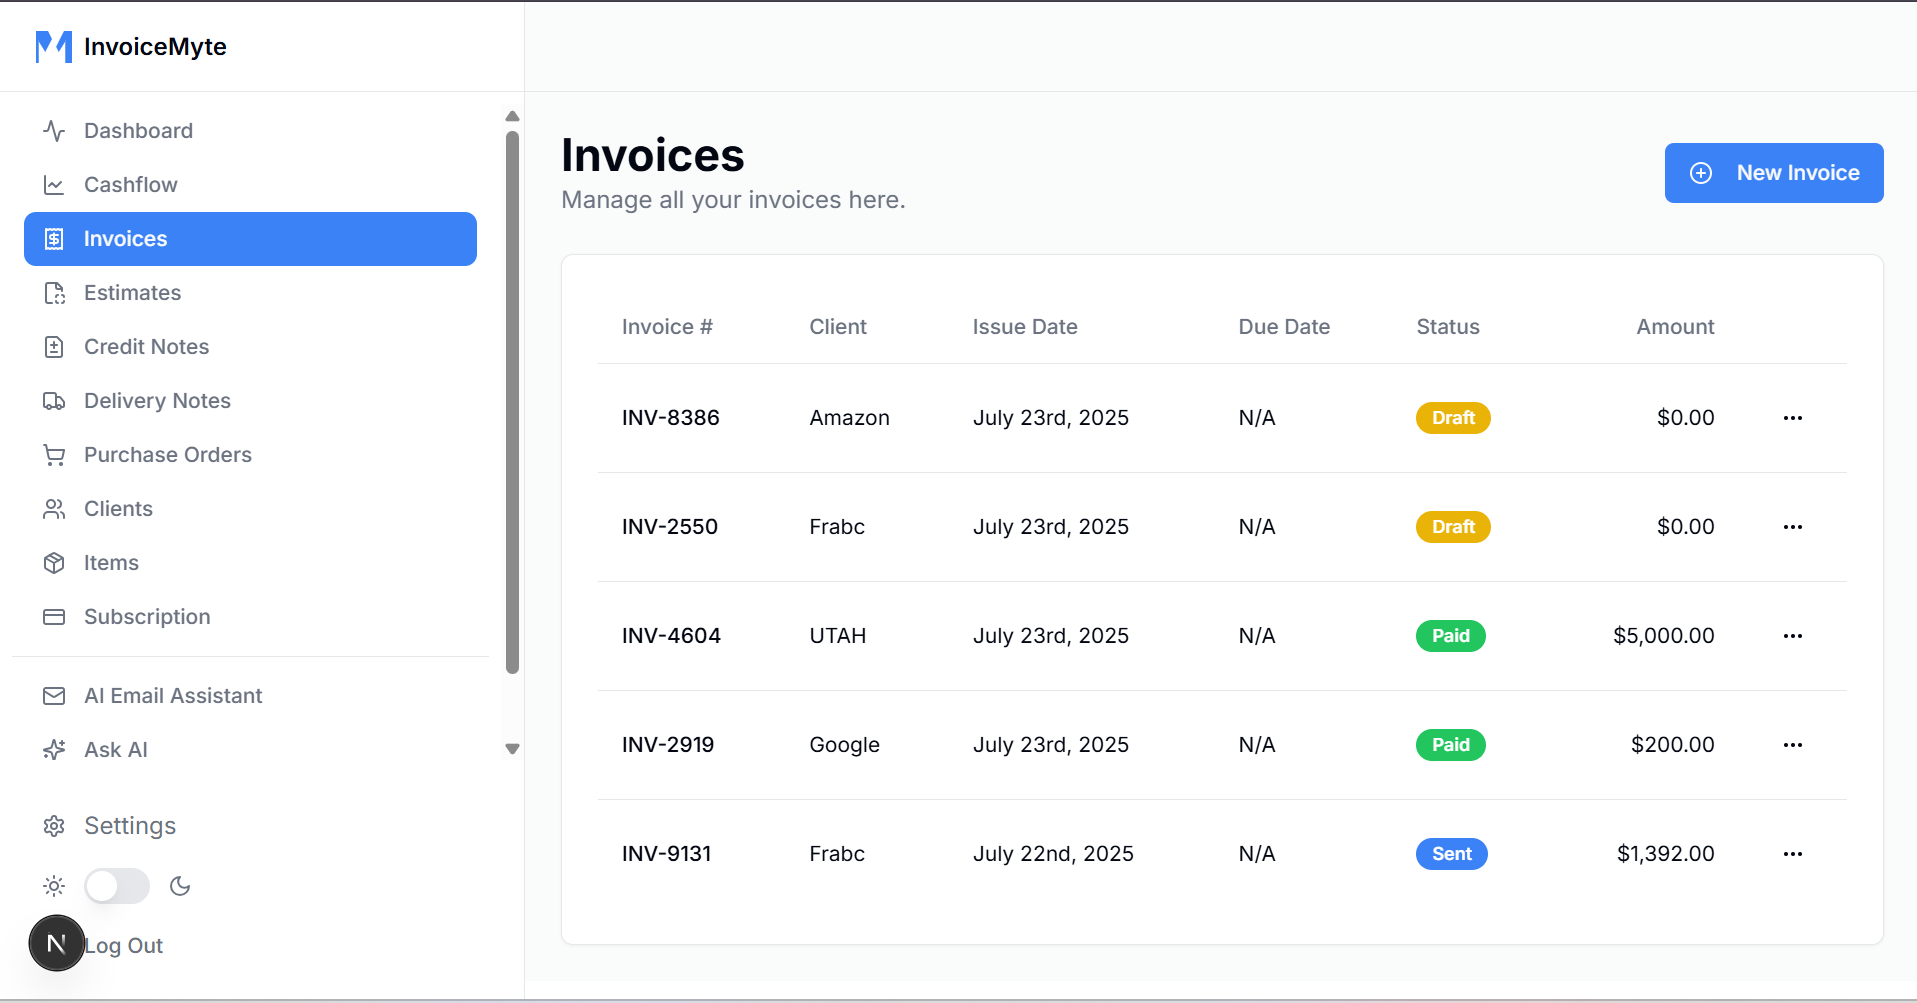 InvoiceMyte
Dashboard
Cashflow
Invoices
Estimates
Credit Notes
Delivery Notes
Purchase Orders
Clients
Items
Subscription
AI Email Assistant
Ask AI
Settings
N
Log Out
Invoices
Manage all your invoices here.
New Invoice
Invoice # Client Issue Date Due Date Status Amount
INV-8386 Amazon July 23rd, 2025 N/A Draft $0.00
INV-2550 Frabc July 23rd, 2025 N/A Draft $0.00
INV-4604 UTAH July 23rd, 2025 N/A Paid $5,000.00
INV-2919 Google July 23rd, 2025 N/A Paid $200.00
INV-9131 Frabc July 22nd, 2025 N/A Sent $1,392.00